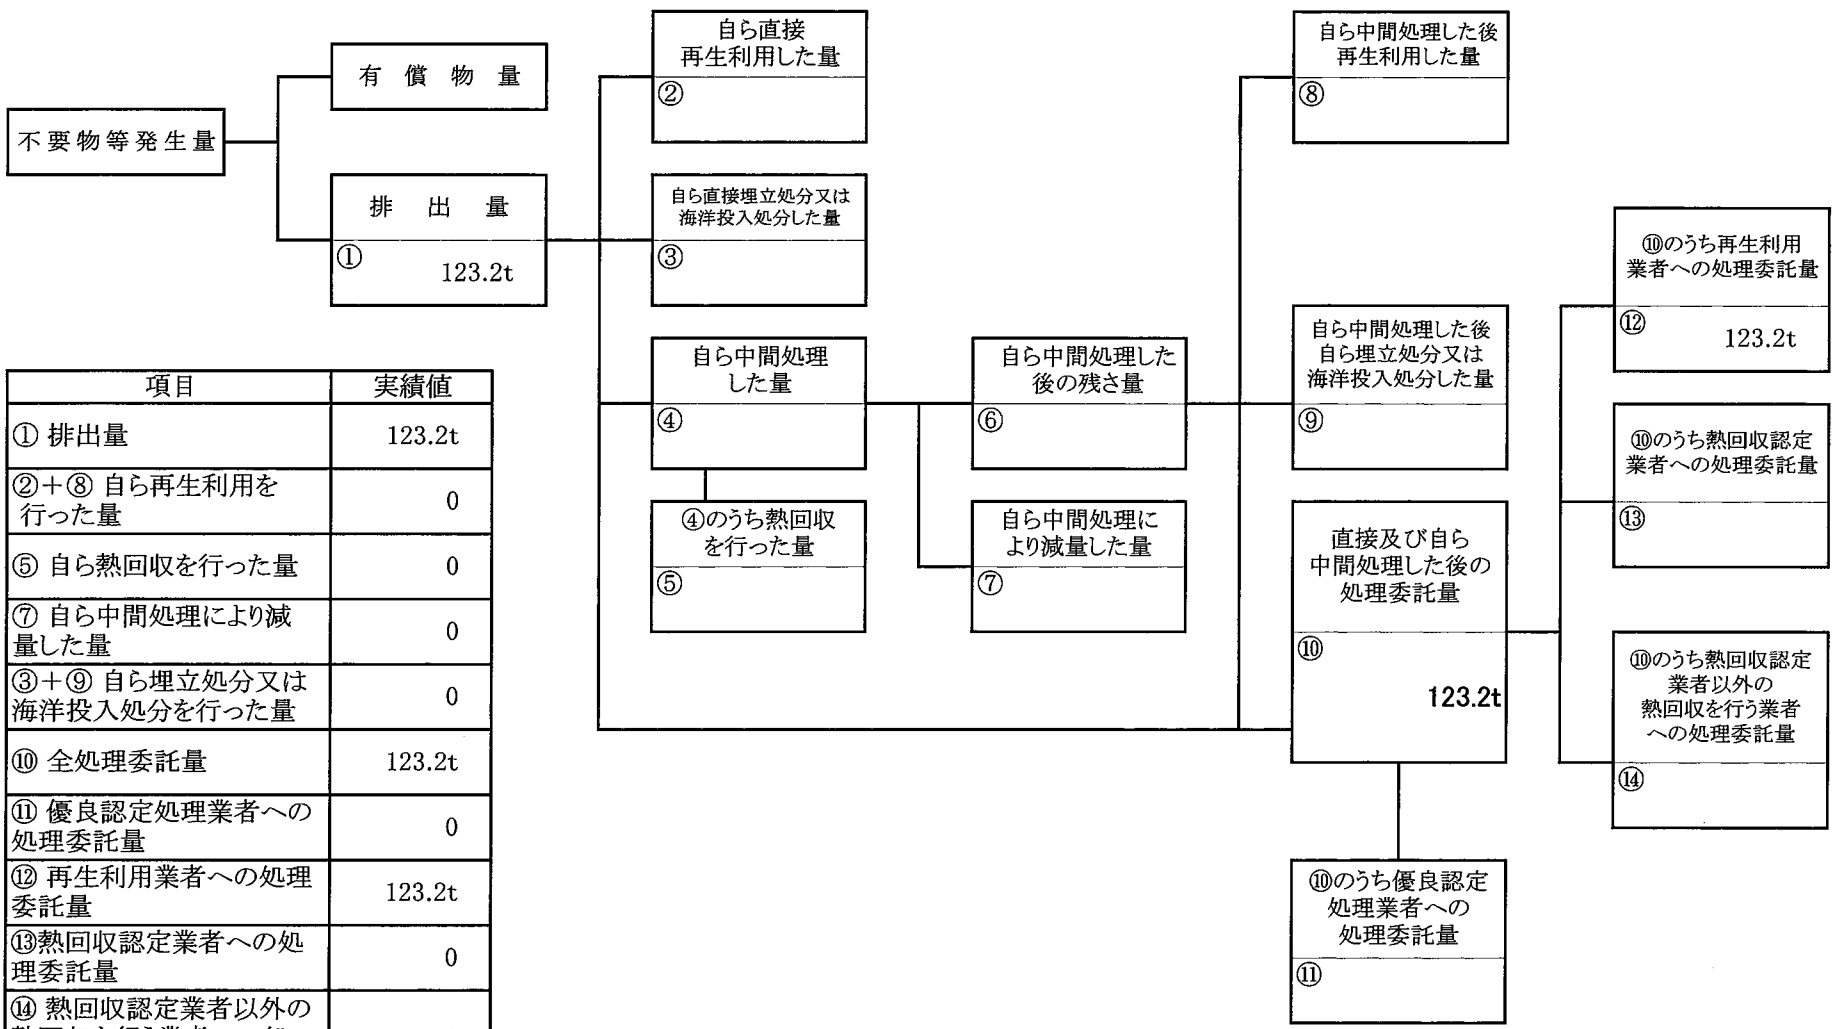 不要物等発生量
有償物量
排出量
①
123.2t
自ら直接
再生利用した量
②
自ら直接埋立処分又は
海洋投入処分した量
③
自ら中間処理
した量
④
④のうち熱回収
を行った量
⑤
自ら中間処理した
後の残さ量
⑥
自ら中間処理に
より減量した量
⑦
自ら中間処理した後
再生利用した量
⑧
自ら中間処理した後
自ら埋立処分又は
海洋投入処分した量
⑨
直接及び自ら
中間処理した後の
処理委託量
⑩
123.2t
⑩のうち優良認定
処理業者への
処理委託量
⑪
⑩のうち再生利用
業者への処理委託量
⑫
123.2t
⑩のうち熱回収認定
業者への処理委託量
⑬
⑩のうち熱回収認定
業者以外の
熱回収を行う業者
への処理委託量
⑭
項目 実績値
① 排出量 123.2t
②+⑧ 自ら再生利用を
行った量 0
⑤ 自ら熱回収を行った量 0
⑦ 自ら中間処理により減
量した量 0
③+⑨ 自ら埋立処分又は
海洋投入処分を行った量 0
⑩ 全処理委託量 123.2t
⑪ 優良認定処理業者への
処理委託量 0
⑫ 再生利用業者への処理
委託量 123.2t
⑬熱回収認定業者への処
理委託量 0
⑭ 熱回収認定業者以外の